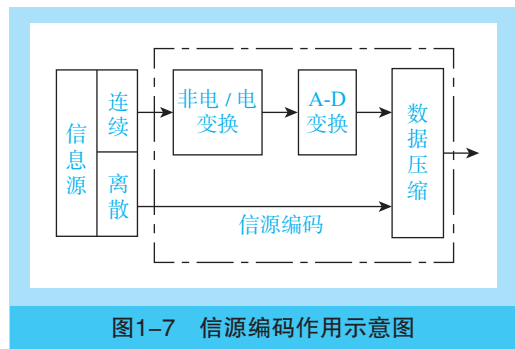 信息源
连续
离散
非电 / 电
变换
A-D
变换
数据压缩
信源编码
图1-7 信源编码作用示意图